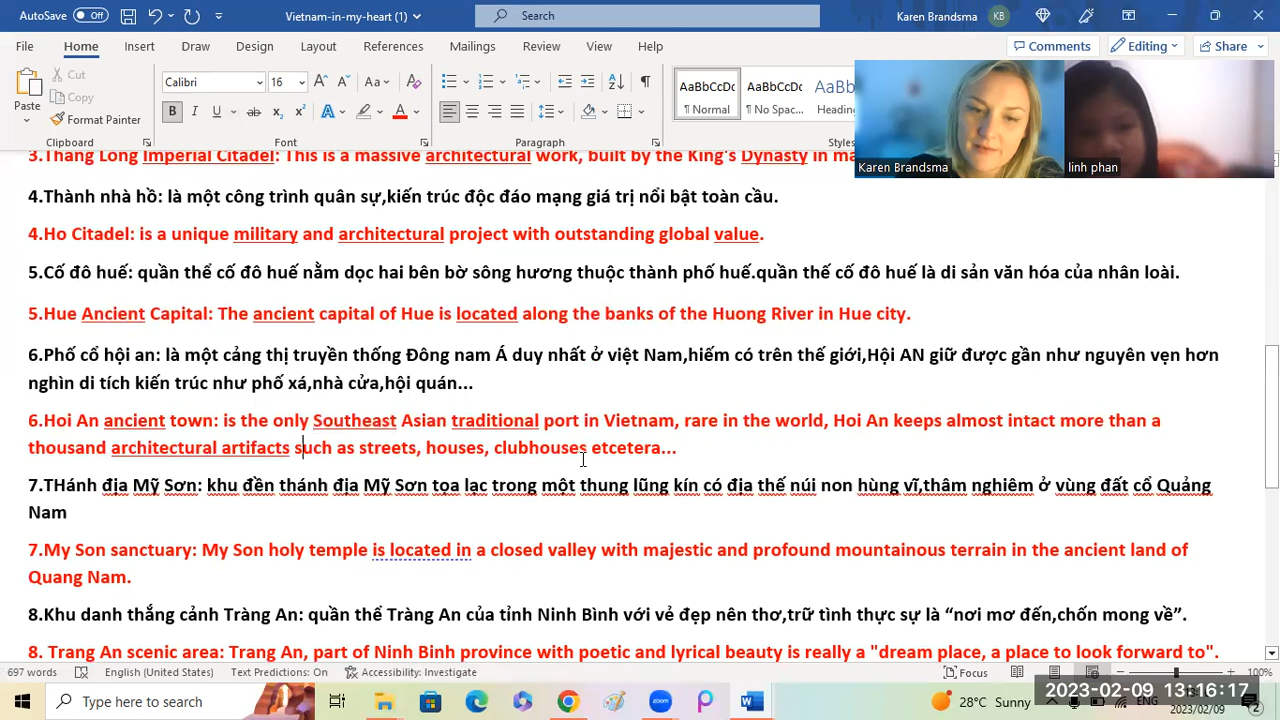 AutoSave Off Vietnam-in-my-heart (1) Search Karen Brandsma KB
File Home Insert Draw Design Layout References Mailings Review View Help Comments Editing Share
Paste Cut Copy Format Painter
Calibri 16
Clipboard Font Paragraph
AaBbCcDc AaBbCcDc AaBbCc
Normal No Spac... Heading
Karen Brandsma linh phan
3.Thang Long Imperial Citadel: This is a massive architectural work, built by the King's Dynasty in ma
4.Thành nhà hồ: là một công trình quân sự,kiến trúc độc đáo mạng giá trị nổi bật toàn cầu.
4.Ho Citadel: is a unique military and architectural project with outstanding global value.
5.Cố đô huế: quần thể cố đô huế nằm dọc hai bên bờ sông hương thuộc thành phố huế.quần thế cố đô huế là di sản văn hóa của nhân loài.
5.Hue Ancient Capital: The ancient capital of Hue is located along the banks of the Huong River in Hue city.
6.Phố cổ hội an: là một cảng thị truyền thống Đông nam Á duy nhất ở việt Nam,hiếm có trên thế giới,Hội AN giữ được gần như nguyên vẹn hơn
nghìn di tích kiến trúc như phố xá,nhà cửa,hội quán...
6.Hoi An ancient town: is the only Southeast Asian traditional port in Vietnam, rare in the world, Hoi An keeps almost intact more than a
thousand architectural artifacts such as streets, houses, clubhouses etcetera...
7.THánh địa Mỹ Sơn: khu đền thánh địa Mỹ Sơn tọa lạc trong một thung lũng kín có địa thế núi non hùng vĩ,thâm nghiêm ở vùng đất cổ Quảng
Nam
7.My Son sanctuary: My Son holy temple is located in a closed valley with majestic and profound mountainous terrain in the ancient land of
Quang Nam.
8.Khu danh thắng cảnh Tràng An: quần thể Tràng An của tỉnh Ninh Bình với vẻ đẹp nên thơ,trữ tình thực sự là “nơi mơ đến,chốn mong về”.
8. Trang An scenic area: Trang An, part of Ninh Binh province with poetic and lyrical beauty is really a "dream place, a place to look forward to".
697 words English (United States) Text Predictions: On Accessibility: Investigate Focus 100%
Type here to search 28°C Sunny ENG 2023/02/09
2023-02-09 13:16:17